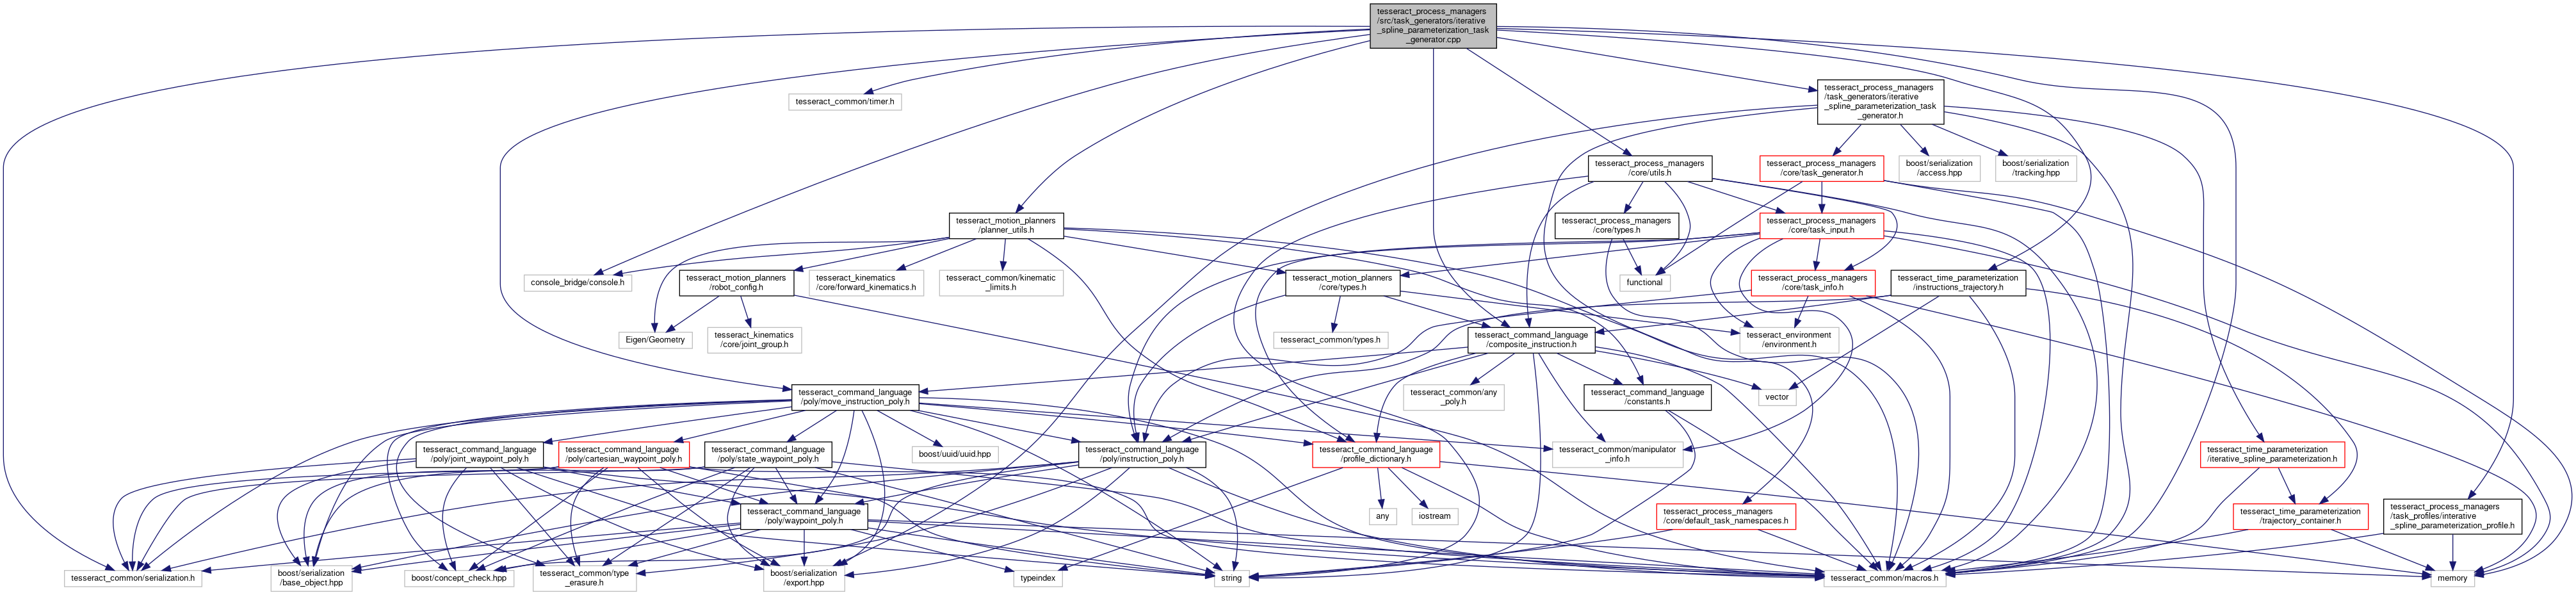 tesseract_process_managers
/src/task_generators/iterative
_spline_parameterization_task
_generator.cpp
tesseract_common/timer.h
tesseract_process_managers
/task_generators/iterative
_spline_parameterization_task
_generator.h
tesseract_process_managers
/core/utils.h
tesseract_process_managers
/core/task_generator.h
boost/serialization
/access.hpp
boost/serialization
/tracking.hpp
tesseract_motion_planners
/planner_utils.h
tesseract_process_managers
/core/types.h
tesseract_process_managers
/core/task_input.h
console_bridge/console.h
tesseract_motion_planners
/robot_config.h
tesseract_kinematics
/core/forward_kinematics.h
tesseract_common/kinematic
_limits.h
tesseract_motion_planners
/core/types.h
functional
tesseract_process_managers
/core/task_info.h
tesseract_time_parameterization
/instructions_trajectory.h
Eigen/Geometry
tesseract_kinematics
/core/joint_group.h
tesseract_common/types.h
tesseract_command_language
/composite_instruction.h
tesseract_environment
/environment.h
tesseract_command_language
/poly/move_instruction_poly.h
tesseract_common/any
_poly.h
tesseract_command_language
/constants.h
vector
tesseract_command_language
/poly/joint_waypoint_poly.h
tesseract_command_language
/poly/cartesian_waypoint_poly.h
tesseract_command_language
/poly/state_waypoint_poly.h
boost/uuid/uuid.hpp
tesseract_command_language
/poly/instruction_poly.h
tesseract_command_language
/profile_dictionary.h
tesseract_common/manipulator
_info.h
tesseract_time_parameterization
/iterative_spline_parameterization.h
tesseract_command_language
/poly/waypoint_poly.h
any
iostream
tesseract_process_managers
/core/default_task_namespaces.h
tesseract_time_parameterization
/trajectory_container.h
tesseract_process_managers
/task_profiles/interative
_spline_parameterization_profile.h
tesseract_common/serialization.h
boost/serialization
/base_object.hpp
boost/concept_check.hpp
tesseract_common/type
_erasure.h
boost/serialization
/export.hpp
typeindex
string
tesseract_common/macros.h
memory